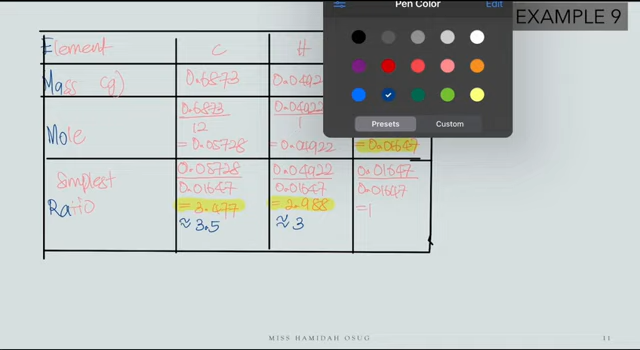 Pen Color Edit
EXAMPLE 9
Element C H
Mass (g) 0.6873 0.04922
0.6873 0.04922
12 1
Mole = 0.05728 = 0.04922 = 0.01647
Presets Custom
Simplest 0.05728 0.04922 0.01647
0.01647 0.01647 0.01647
Ratio = 3.477 = 2.988 = 1
≈ 3.5 ≈ 3
MISS HAMIDAH OSUG 11